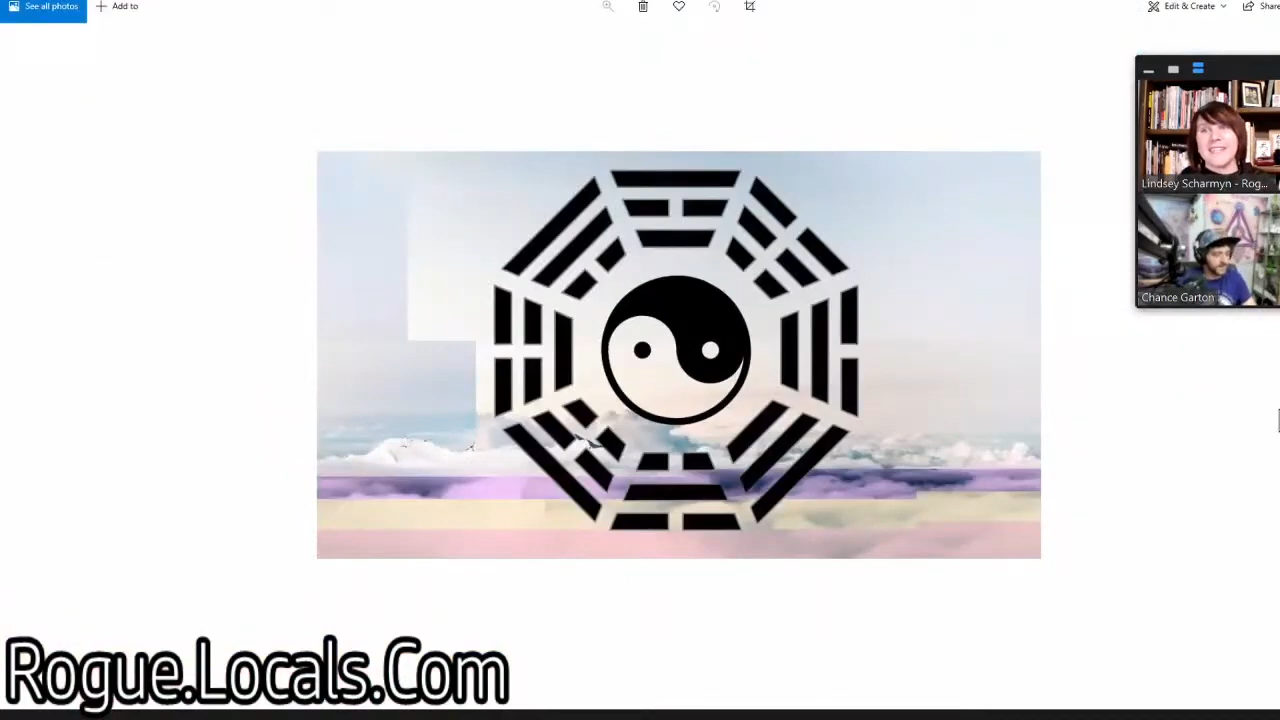 See all photos
Add to
Edit & Create
Share
Lindsey Scharmyn - Rog...
Chance Garton
Rogue.Locals.Com